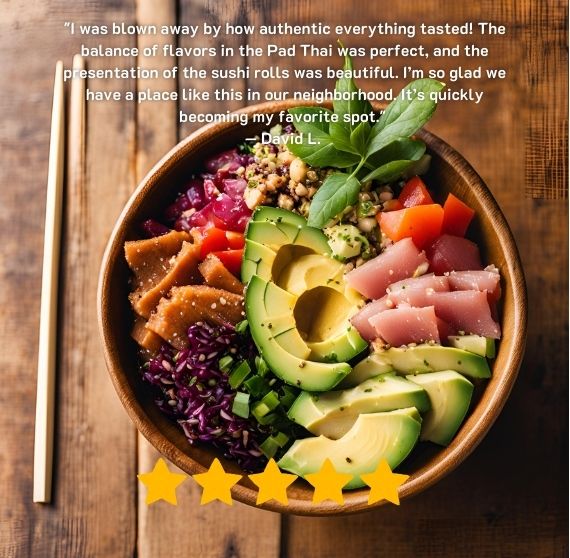 "I was blown away by how authentic everything tasted! The
balance of flavors in the Pad Thai was perfect, and the
presentation of the sushi rolls was beautiful. I'm so glad we
have a place like this in our neighborhood. It's quickly
becoming my favorite spot."
— David L.